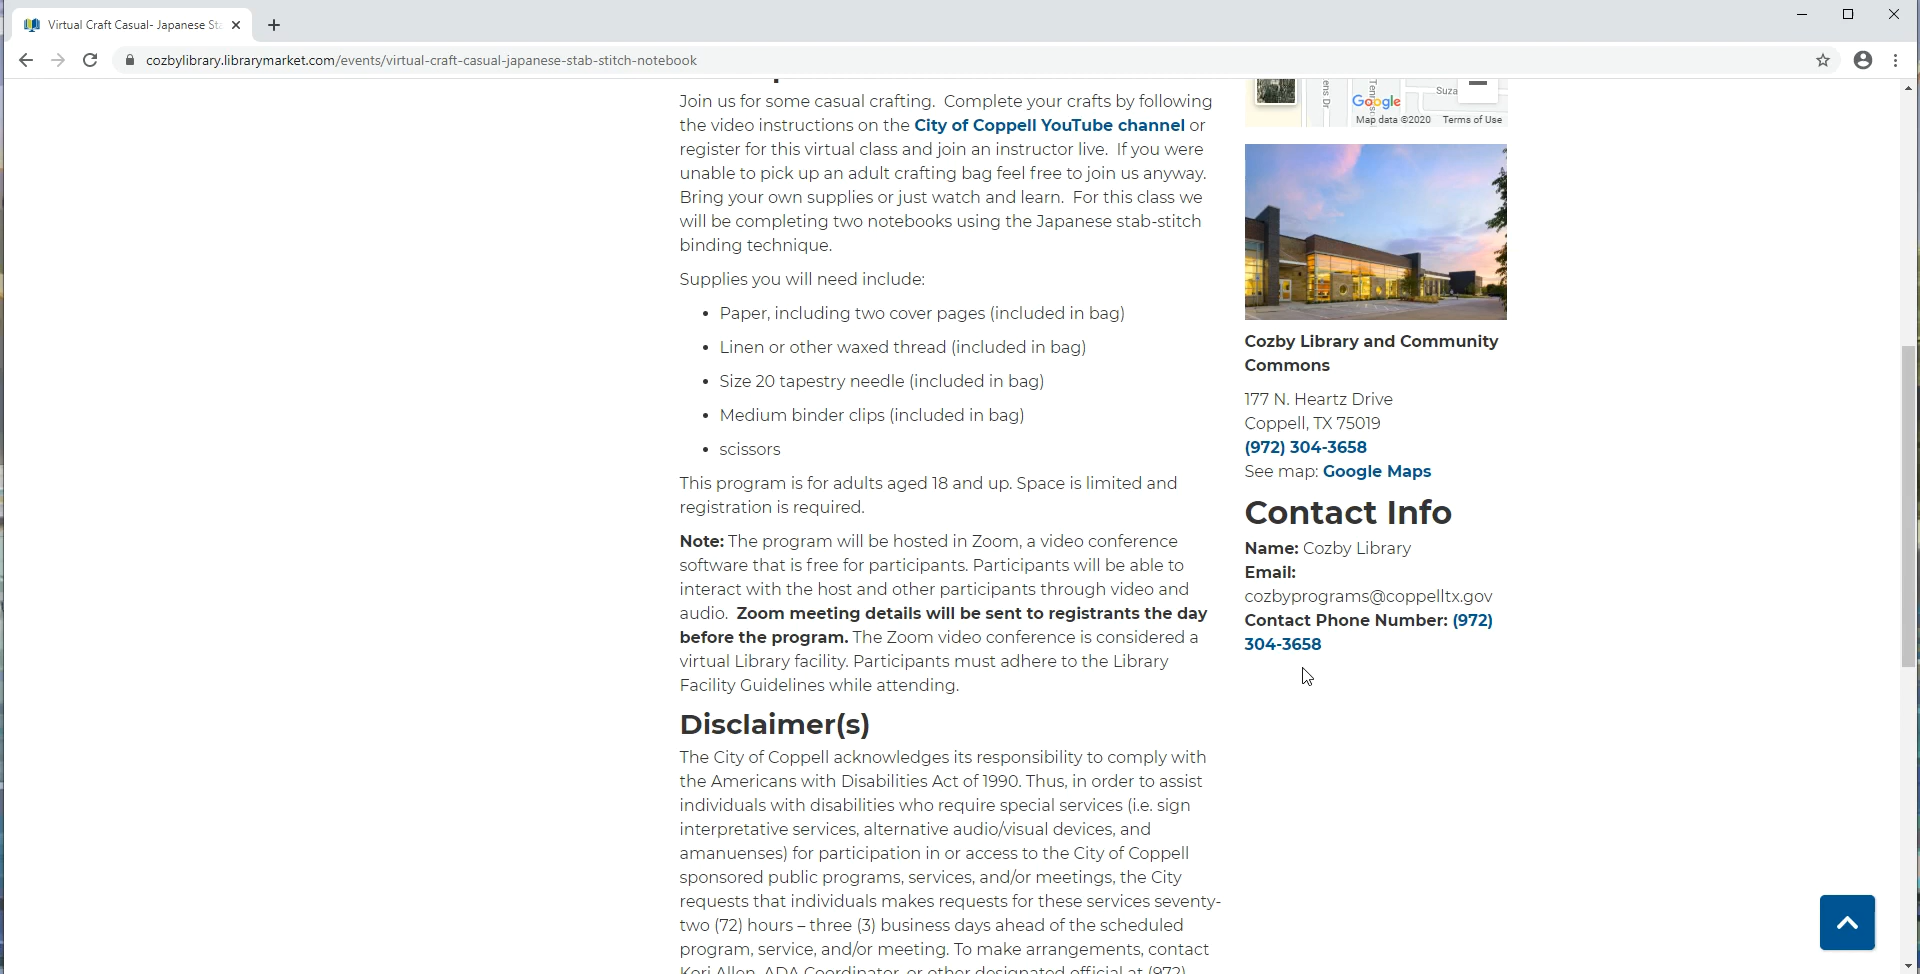 Virtual Craft Casual- Japanese St
cozbylibrary.librarymarket.com/events/virtual-craft-casual-japanese-stab-stitch-notebook
Join us for some casual crafting. Complete your crafts by following
the video instructions on the City of Coppell YouTube channel or
register for this virtual class and join an instructor live. If you were
unable to pick up an adult crafting bag feel free to join us anyway.
Bring your own supplies or just watch and learn. For this class we
will be completing two notebooks using the Japanese stab-stitch
binding technique.
Supplies you will need include:
• Paper, including two cover pages (included in bag)
• Linen or other waxed thread (included in bag)
• Size 20 tapestry needle (included in bag)
• Medium binder clips (included in bag)
• scissors
This program is for adults aged 18 and up. Space is limited and
registration is required.
Note: The program will be hosted in Zoom, a video conference
software that is free for participants. Participants will be able to
interact with the host and other participants through video and
audio. Zoom meeting details will be sent to registrants the day
before the program. The Zoom video conference is considered a
virtual Library facility. Participants must adhere to the Library
Facility Guidelines while attending.
Disclaimer(s)
The City of Coppell acknowledges its responsibility to comply with
the Americans with Disabilities Act of 1990. Thus, in order to assist
individuals with disabilities who require special services (i.e. sign
interpretative services, alternative audio/visual devices, and
amanuenses) for participation in or access to the City of Coppell
sponsored public programs, services, and/or meetings, the City
requests that individuals makes requests for these services seventy-
two (72) hours – three (3) business days ahead of the scheduled
program, service, and/or meeting. To make arrangements, contact
Kori Allen, ADA Coordinator, or other designated official at (972)
ens Dr
Suza
Google
Map data ©2020 Terms of Use
Cozby Library and Community
Commons
177 N. Heartz Drive
Coppell, TX 75019
(972) 304-3658
See map: Google Maps
Contact Info
Name: Cozby Library
Email:
cozbyprograms@coppelltx.gov
Contact Phone Number: (972)
304-3658